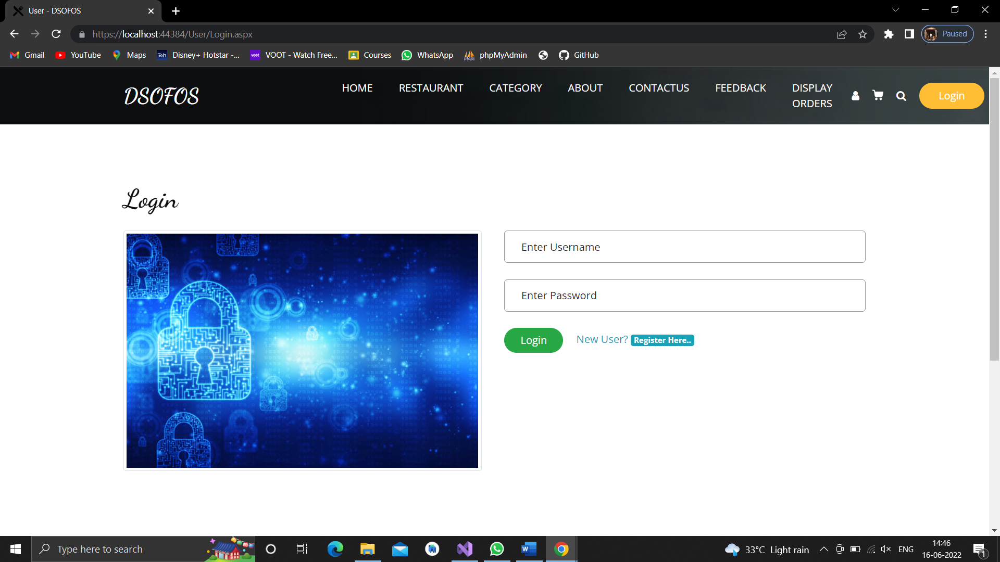 User - DSOFOS
https://localhost:44384/User/Login.aspx
Paused
Gmail YouTube Maps Disney+ Hotstar -... VOOT - Watch Free... Courses WhatsApp phpMyAdmin GitHub
DSOFOS
HOME RESTAURANT CATEGORY ABOUT CONTACTUS FEEDBACK DISPLAY
ORDERS
Login
Login
Enter Username
Enter Password
Login New User? Register Here..
Type here to search
33°C Light rain
ENG
14:46
16-06-2022
1